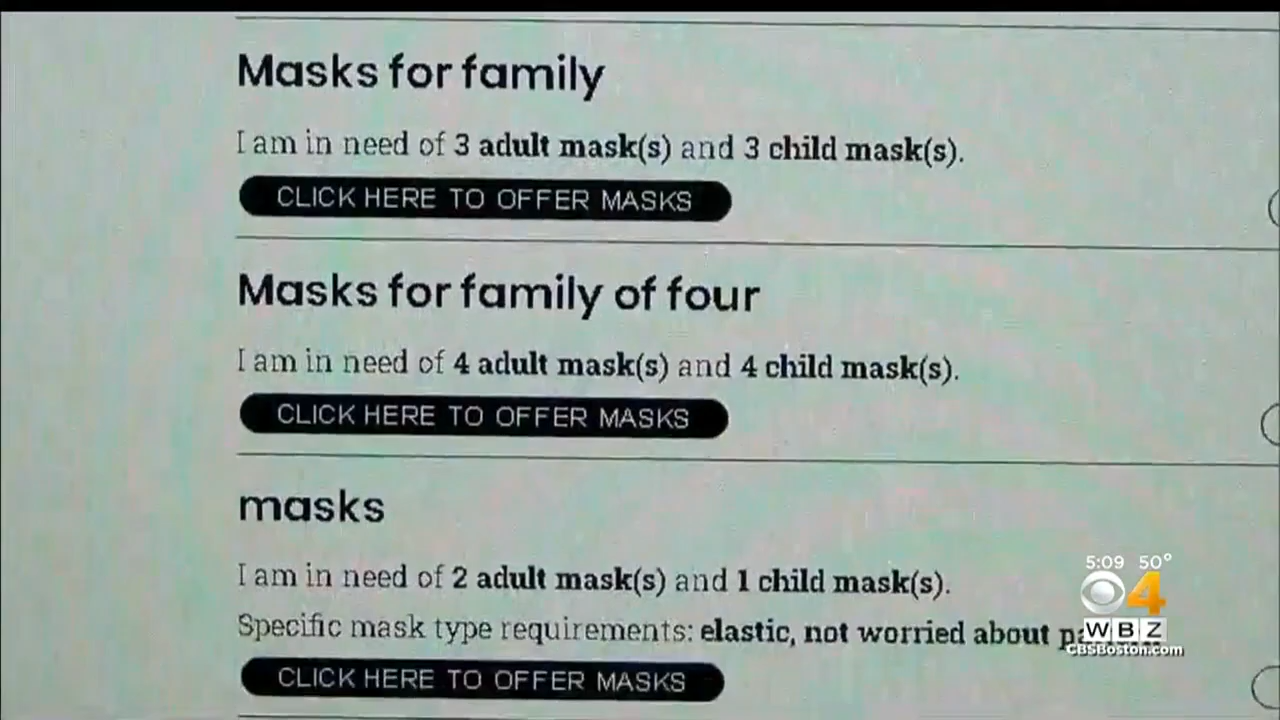 Masks for family
I am in need of 3 adult mask(s) and 3 child mask(s).
CLICK HERE TO OFFER MASKS
Masks for family of four
I am in need of 4 adult mask(s) and 4 child mask(s).
CLICK HERE TO OFFER MASKS
masks
I am in need of 2 adult mask(s) and 1 child mask(s).
Specific mask type requirements: elastic, not worried about
CLICK HERE TO OFFER MASKS
5:09 50°
4
WBZ
CBSBoston.com